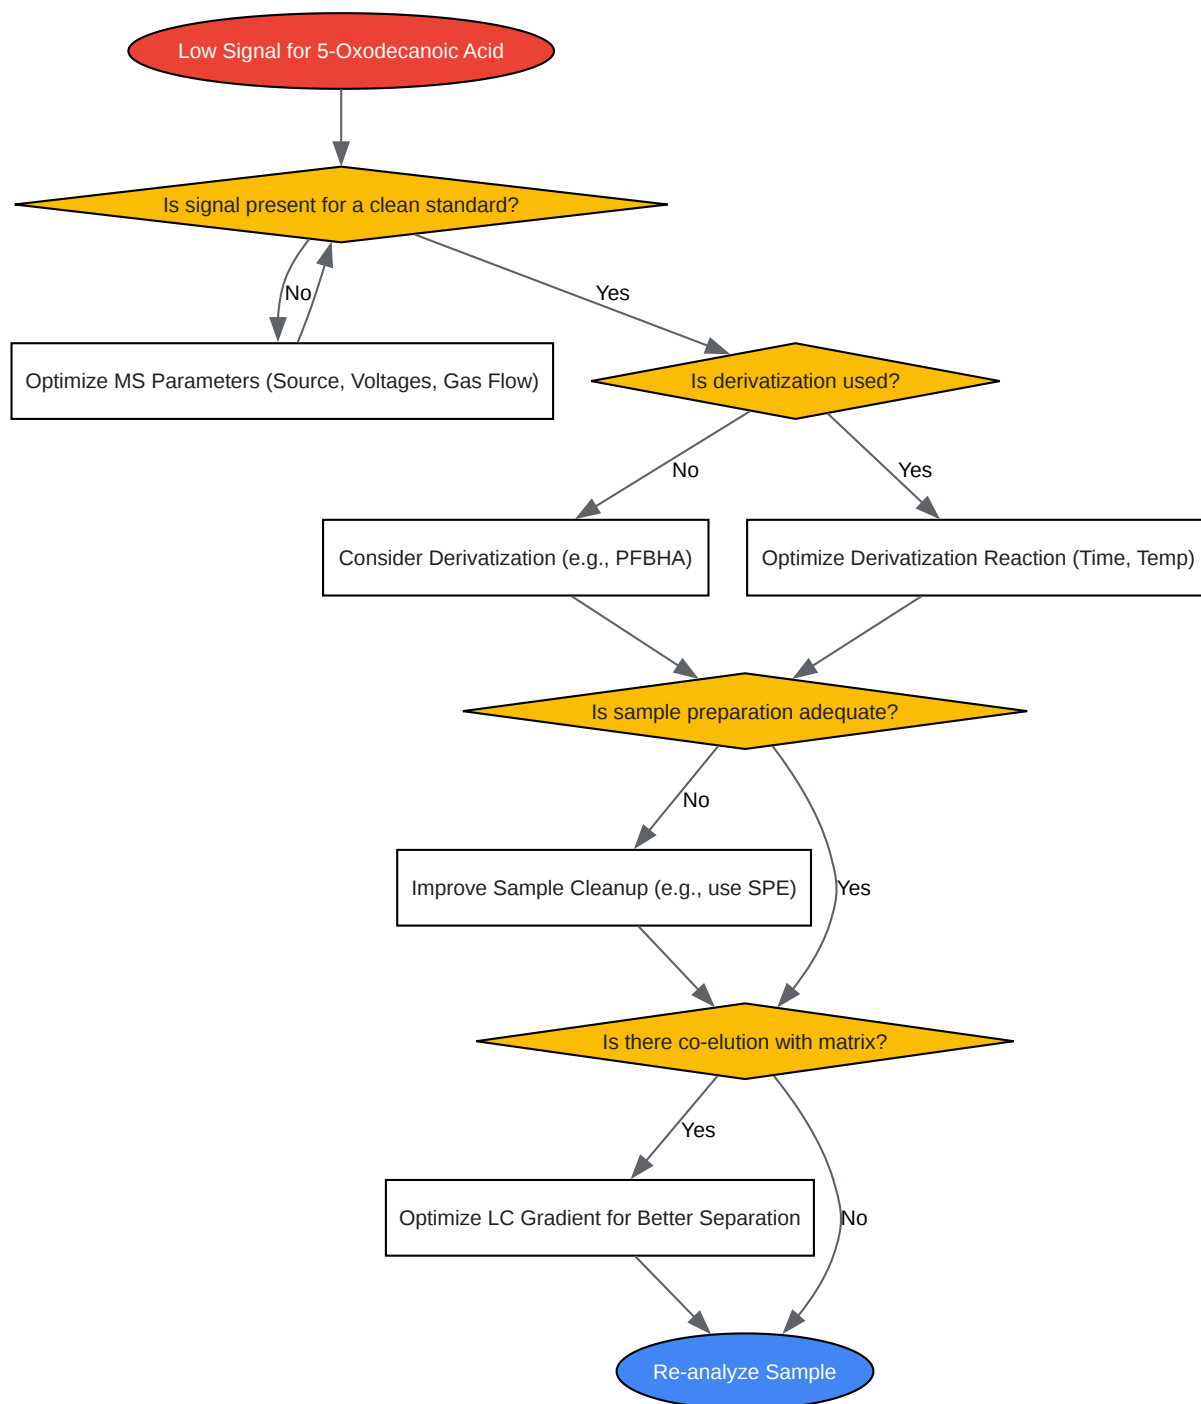 Low Signal for 5-Oxodecanoic Acid
Is signal present for a clean standard?
No
Yes
Optimize MS Parameters (Source, Voltages, Gas Flow)
Is derivatization used?
No
Yes
Consider Derivatization (e.g., PFBHA)
Optimize Derivatization Reaction (Time, Temp)
Is sample preparation adequate?
No
Improve Sample Cleanup (e.g., use SPE)
Yes
Is there co-elution with matrix?
Yes
Optimize LC Gradient for Better Separation
No
Re-analyze Sample